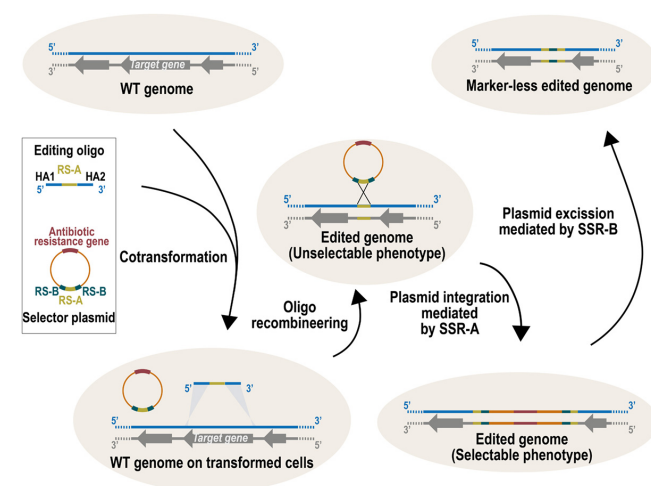 5' 3'
Target gene
3' 5'
WT genome
5' 3'
3' 5'
Marker-less edited genome
Editing oligo
RS-A
HA1 HA2
5' 3'
Antibiotic
resistance gene
RS-B RS-B
RS-A
Selector plasmid
Cotransformation
5' 3'
3' 5'
Edited genome
(Unselectable phenotype)
Plasmid excission
mediated by SSR-B
Oligo
recombineering
Plasmid integration
mediated
by SSR-A
5' 3'
5' 3'
Target gene
3' 5'
WT genome on transformed cells
5' 3'
3' 5'
Edited genome
(Selectable phenotype)